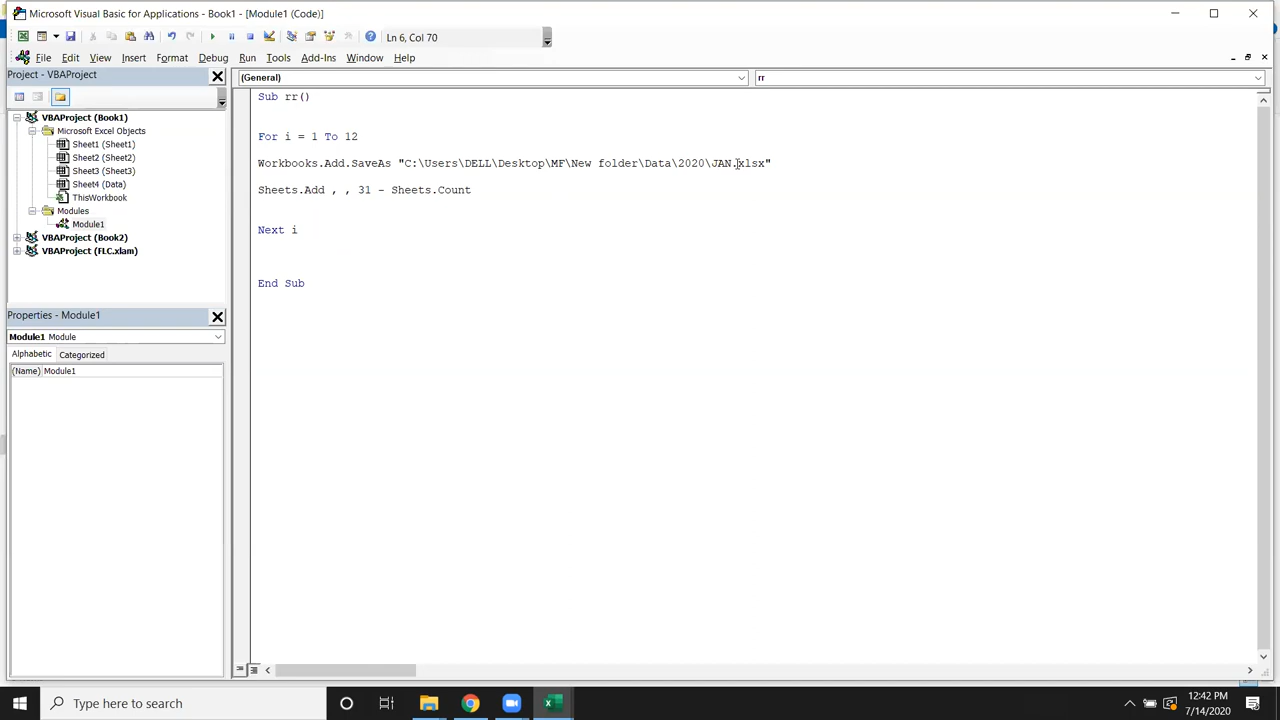 Microsoft Visual Basic for Applications - Book1 - [Module1 (Code)]
Ln 6, Col 70
File Edit View Insert Format Debug Run Tools Add-Ins Window Help
Project - VBAProject
(General)
rr
VBAProject (Book1)
Microsoft Excel Objects
Sheet1 (Sheet1)
Sheet2 (Sheet2)
Sheet3 (Sheet3)
Sheet4 (Data)
ThisWorkbook
Modules
Module1
VBAProject (Book2)
VBAProject (FLC.xlam)
Sub rr()
For i = 1 To 12
Workbooks.Add.SaveAs "C:\Users\DELL\Desktop\MF\New folder\Data\2020\JAN.xlsx"
Sheets.Add , , 31 - Sheets.Count
Next i
End Sub
Properties - Module1
Module1 Module
Alphabetic Categorized
(Name) Module1
Type here to search
12:42 PM
7/14/2020